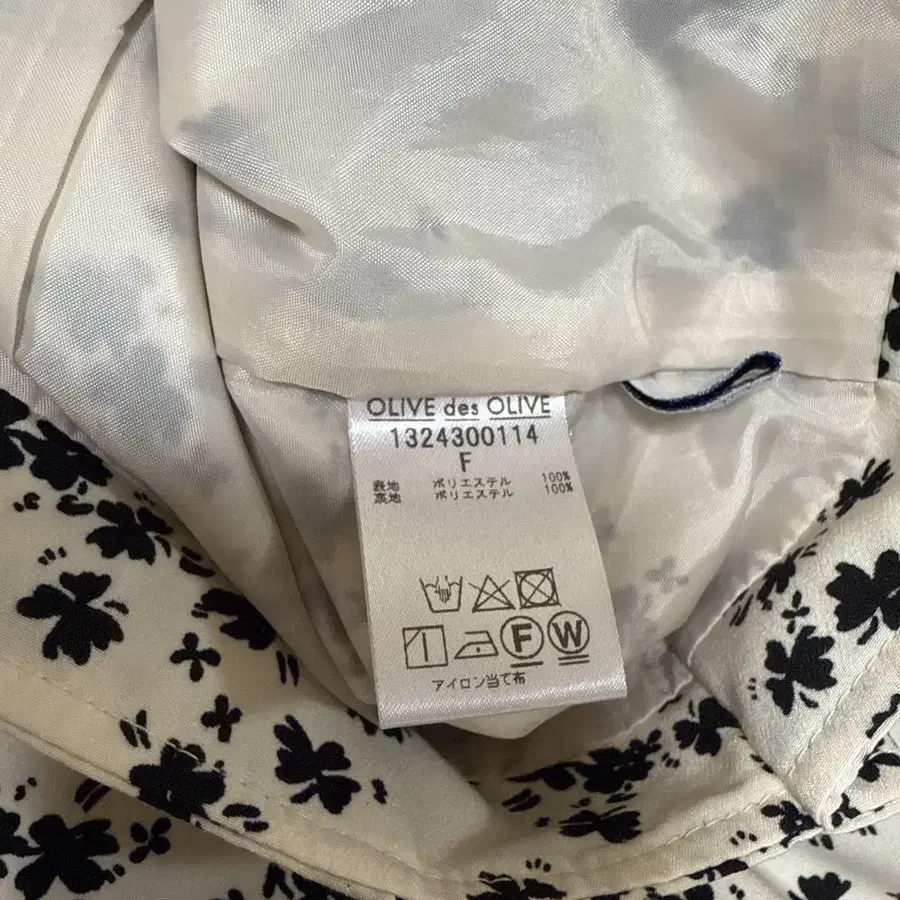 OLIVE des OLIVE
1324300114
F
表地 ポリエステル 100%
裏地 ポリエステル 100%
F W
アイロン当て布